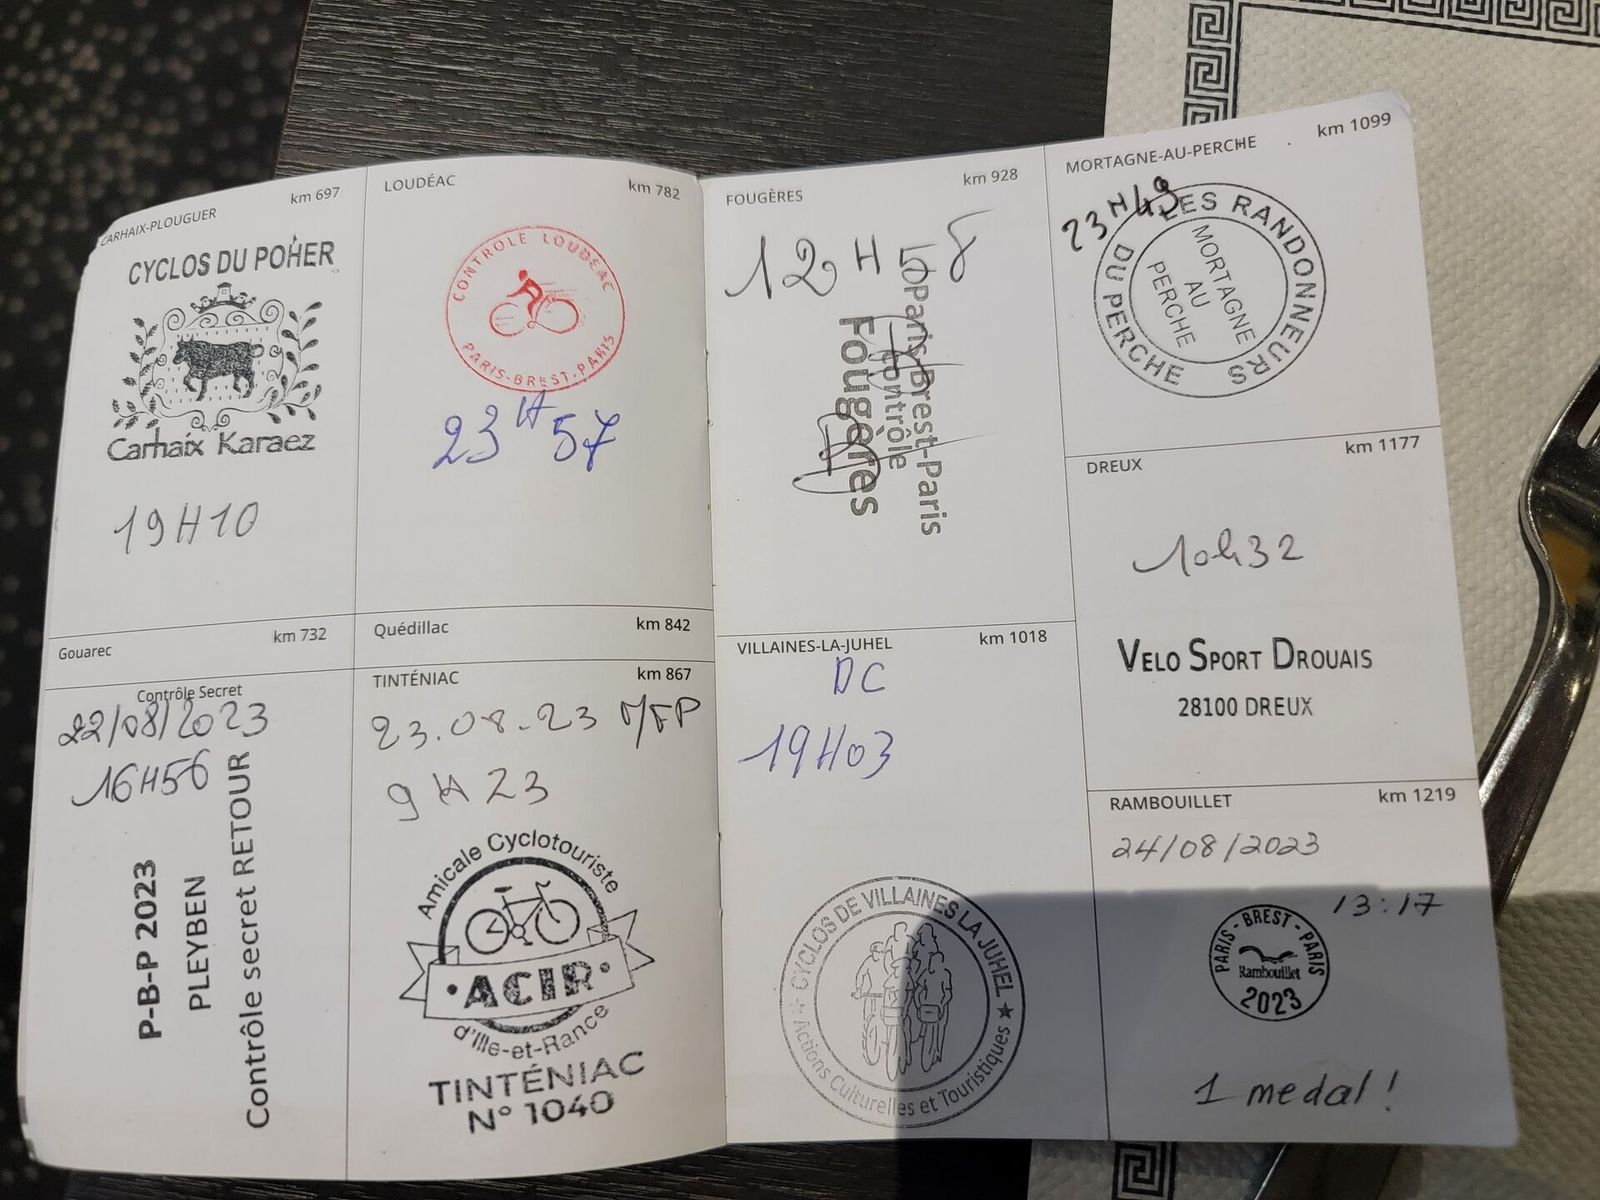 CARHAIX-PLOUGUER km 697
CYCLOS DU POHER
Carhaix Karaez
19H10
Gouarec km 732
Contrôle Secret
22/08/2023
16H56
P-B-P 2023
PLEYBEN
Contrôle secret RETOUR
LOUDÉAC km 782
CONTROLE LOUDEAC
PARIS-BREST-PARIS
23H57
Quédillac km 842
TINTÉNIAC km 867
23.08.23
9H23
Amicale Cyclotouriste
ACIR
d'Ille-et-Rance
TINTÉNIAC
N° 1040
FOUGÈRES km 928
12H58
Paris-Brest-Paris
Contrôle
Fougères
VILLAINES-LA-JUHEL km 1018
DC
19H03
CYCLOS DE VILLAINES LA JUHEL
Actions Culturelles et Touristiques
MORTAGNE-AU-PERCHE km 1099
23H49
LES RANDONNEURS
DU PERCHE
MORTAGNE
AU
PERCHE
DREUX km 1177
10h32
VELO SPORT DROUAIS
28100 DREUX
RAMBOUILLET km 1219
24/08/2023
13:17
PARIS-BREST-PARIS
Rambouillet
2023
1 medal!